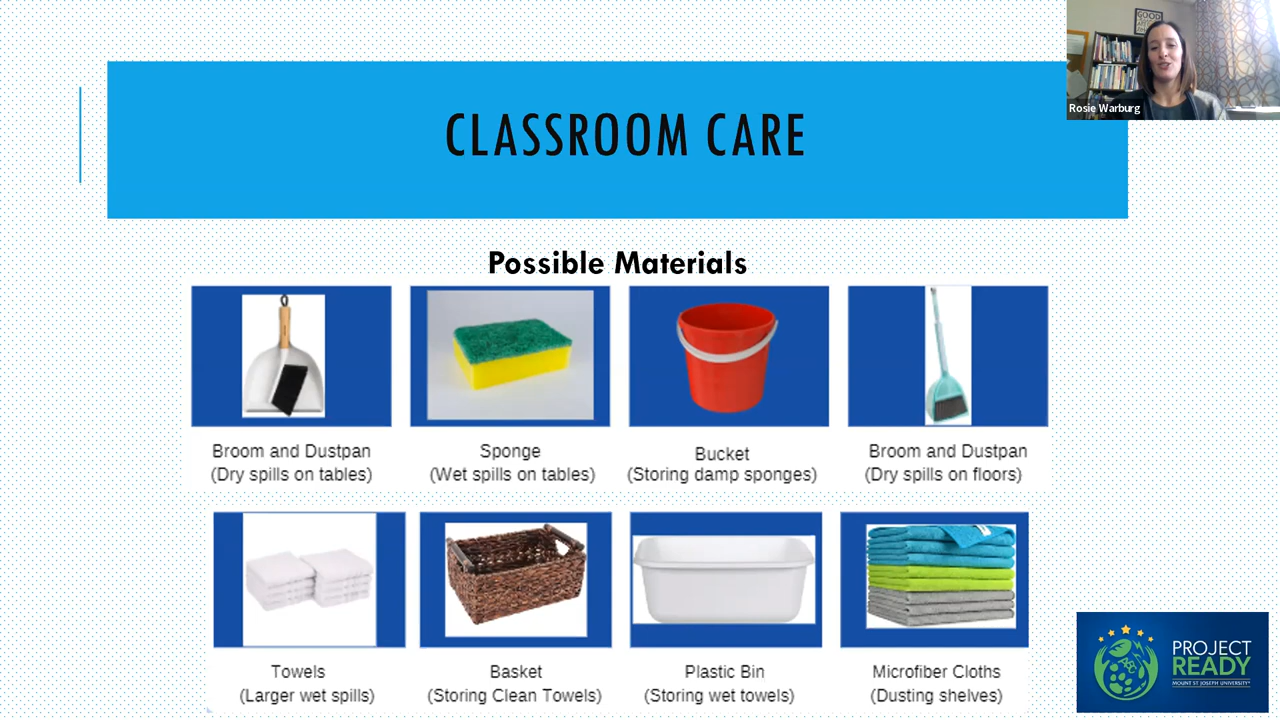 CLASSROOM CARE
Rosie Warburg
Possible Materials
Broom and Dustpan
(Dry spills on tables)
Sponge
(Wet spills on tables)
Bucket
(Storing damp sponges)
Broom and Dustpan
(Dry spills on floors)
Towels
(Larger wet spills)
Basket
(Storing Clean Towels)
Plastic Bin
(Storing wet towels)
Microfiber Cloths
(Dusting shelves)
PROJECT
READY
MOUNT ST. JOSEPH UNIVERSITY